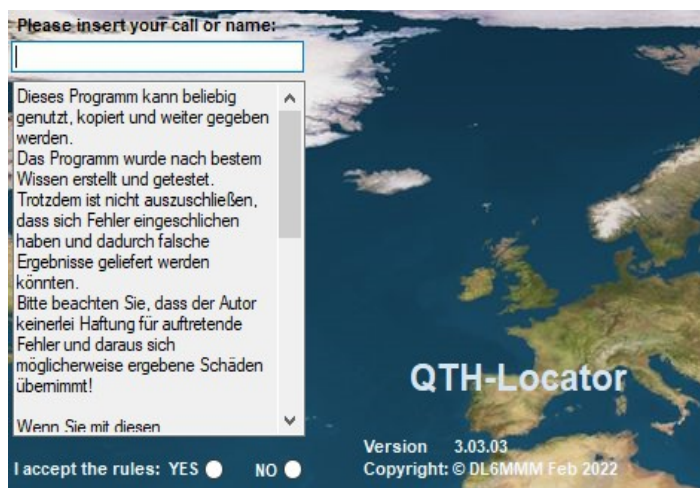 Please insert your call or name:
Dieses Programm kann beliebig
genutzt, kopiert und weiter gegeben
werden.
Das Programm wurde nach bestem
Wissen erstellt und getestet.
Trotzdem ist nicht auszuschließen,
dass sich Fehler eingeschlichen
haben und dadurch falsche
Ergebnisse geliefert werden
könnten.
Bitte beachten Sie, dass der Autor
keinerlei Haftung für auftretende
Fehler und daraus sich
möglicherweise ergebene Schäden
übernimmt!
Wenn Sie mit diesen
QTH-Locator
Version 3.03.03
Copyright: © DL6MMM Feb 2022
I accept the rules: YES NO